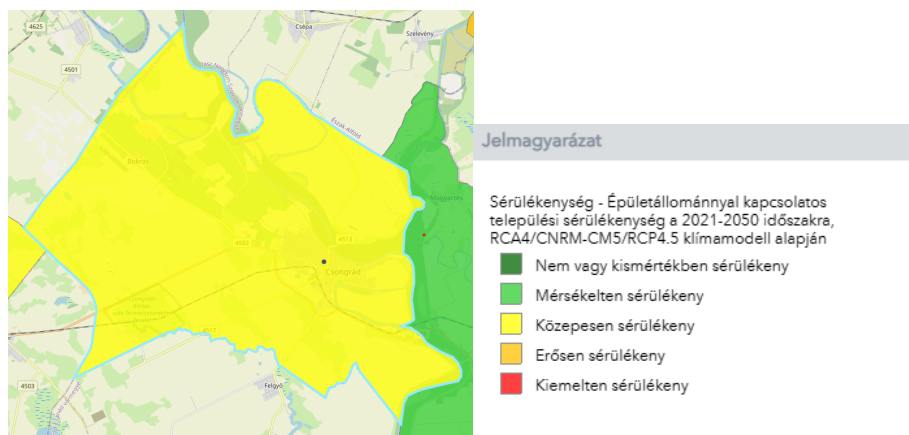 4625
Csépa
Szelevény
4501
Észak-Alföld
Bokros
Magyartés
4502
4513
Csongrád
4517
4503
Felgyő
Jelmagyarázat
Sérülékenység - Épületállománnyal kapcsolatos
települési sérülékenység a 2021-2050 időszakra,
RCA4/CNRM-CM5/RCP4.5 klímamodell alapján
Nem vagy kismértékben sérülékeny
Mérsékelten sérülékeny
Közepesen sérülékeny
Erősen sérülékeny
Kiemelten sérülékeny